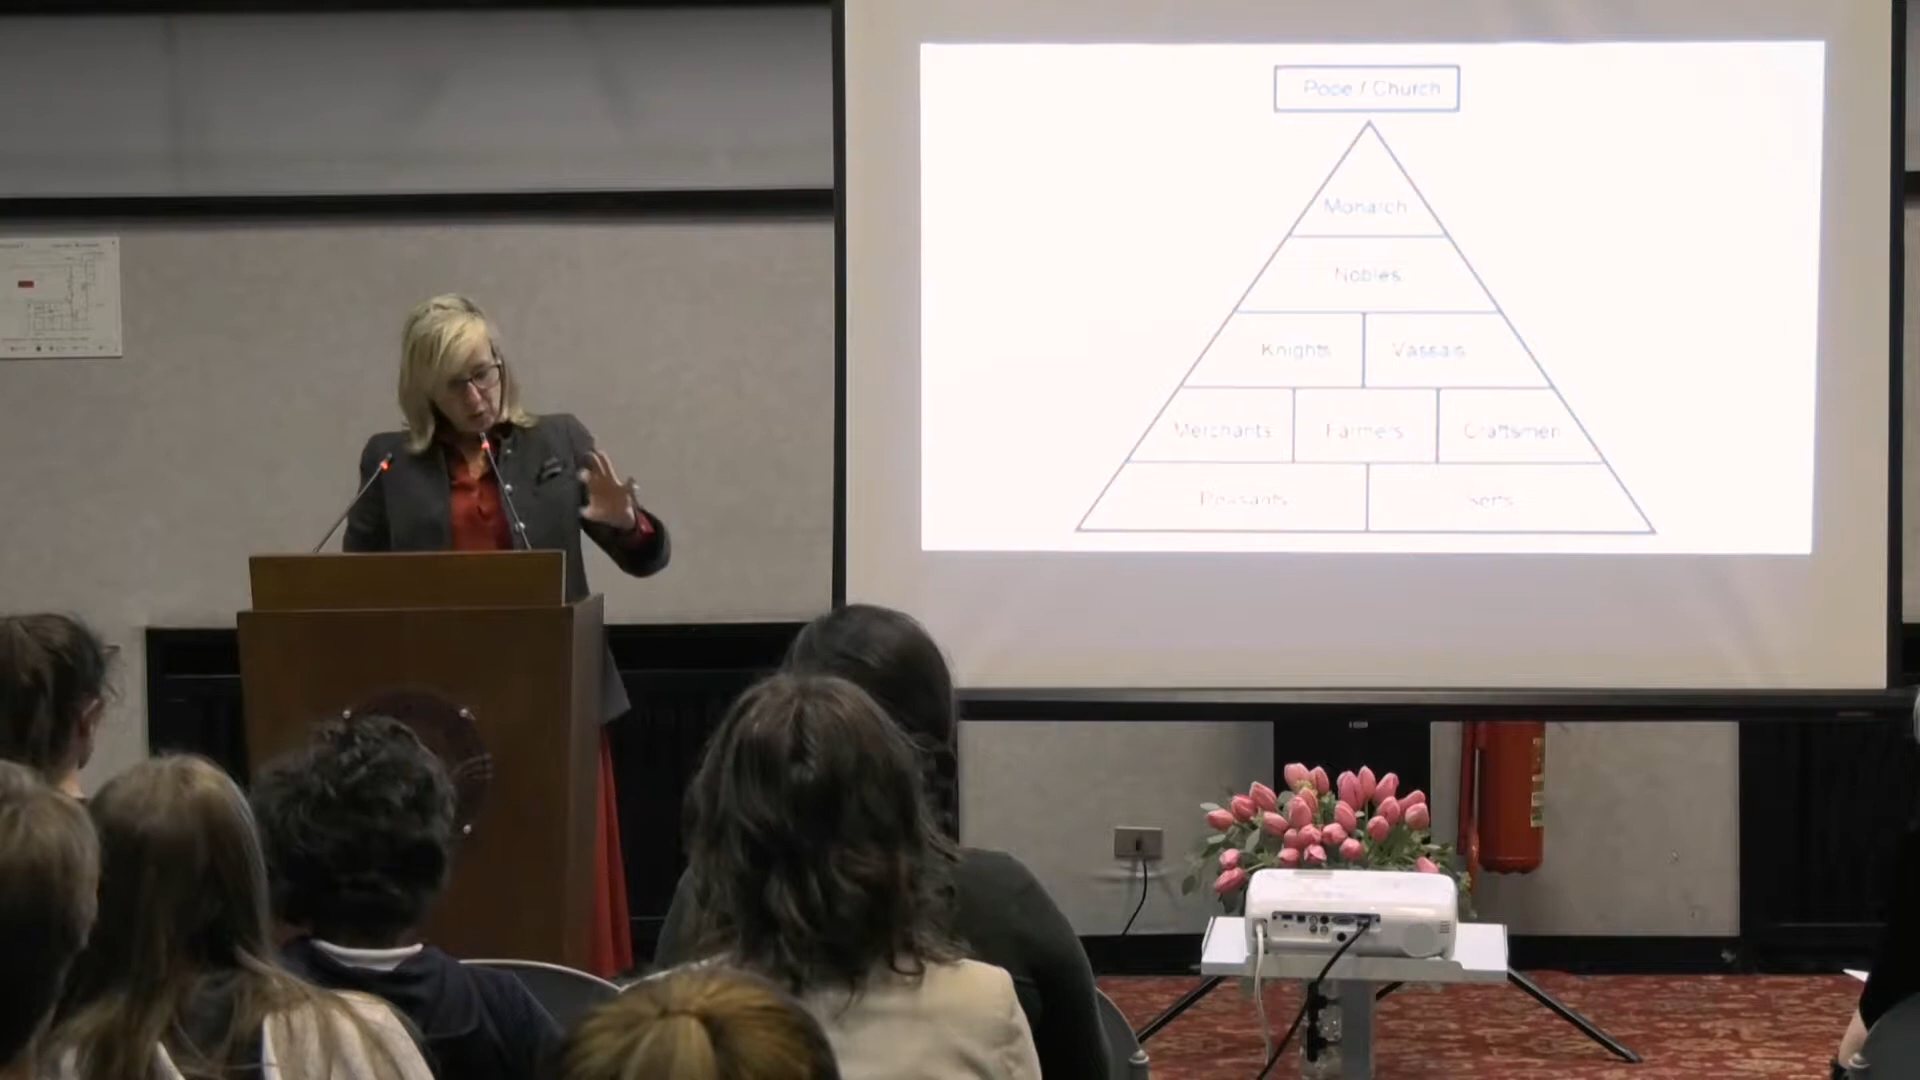 Pope / Church
Monarch
Nobles
Knights Vassals
Merchants Farmers Craftsmen
Peasants Serfs